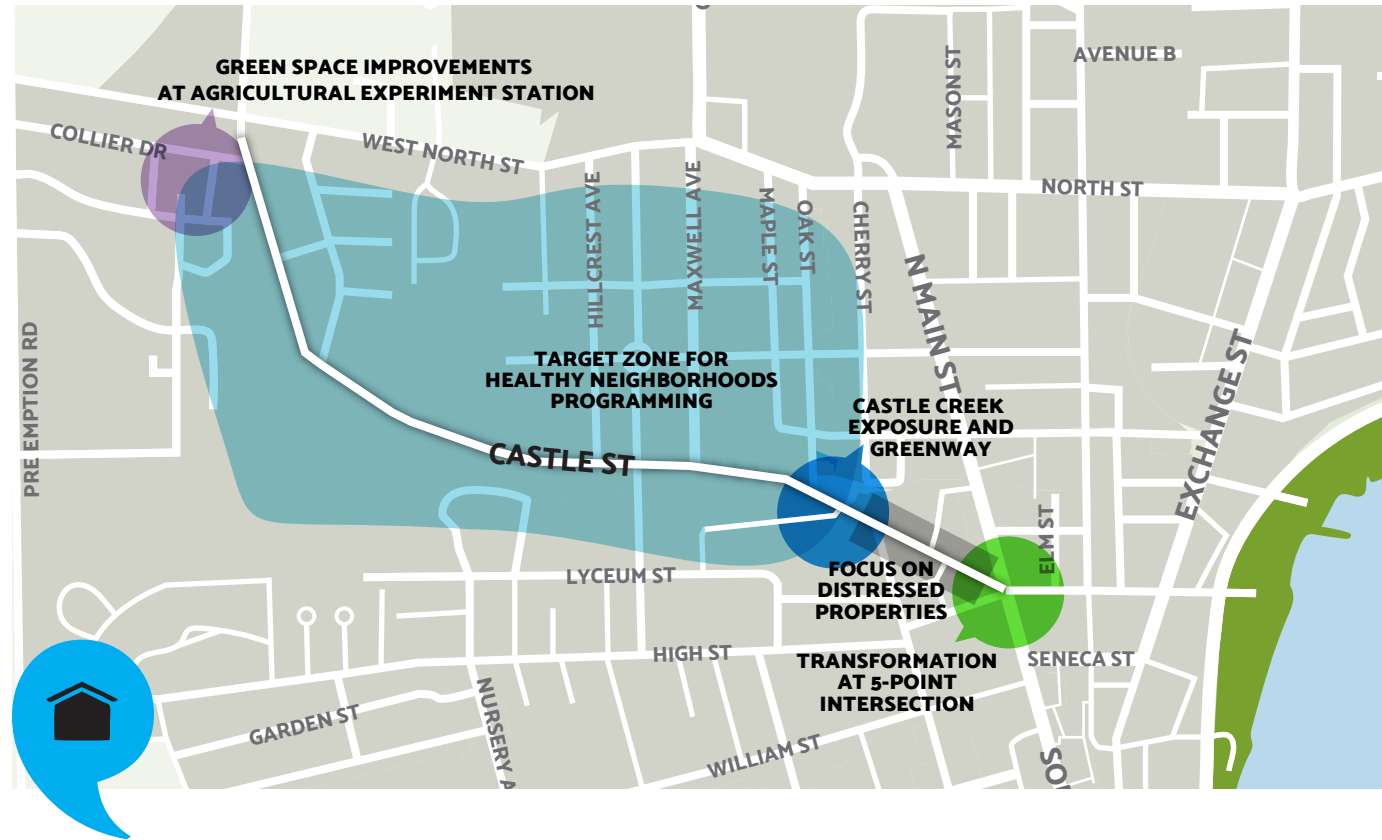 GREEN SPACE IMPROVEMENTS
AT AGRICULTURAL EXPERIMENT STATION
AVENUE B
MASON ST
COLLIER DR
WEST NORTH ST
NORTH ST
HILLCREST AVE
MAXWELL AVE
MAPLE ST
OAK ST
CHERRY ST
N MAIN ST
PRE EMPTION RD
TARGET ZONE FOR
HEALTHY NEIGHBORHOODS
PROGRAMMING
EXCHANGE ST
CASTLE CREEK
EXPOSURE AND
GREENWAY
CASTLE ST
ELM ST
LYCEUM ST
FOCUS ON
DISTRESSED
PROPERTIES
HIGH ST
TRANSFORMATION
AT 5-POINT
INTERSECTION
SENECA ST
NURSERY A
GARDEN ST
WILLIAM ST